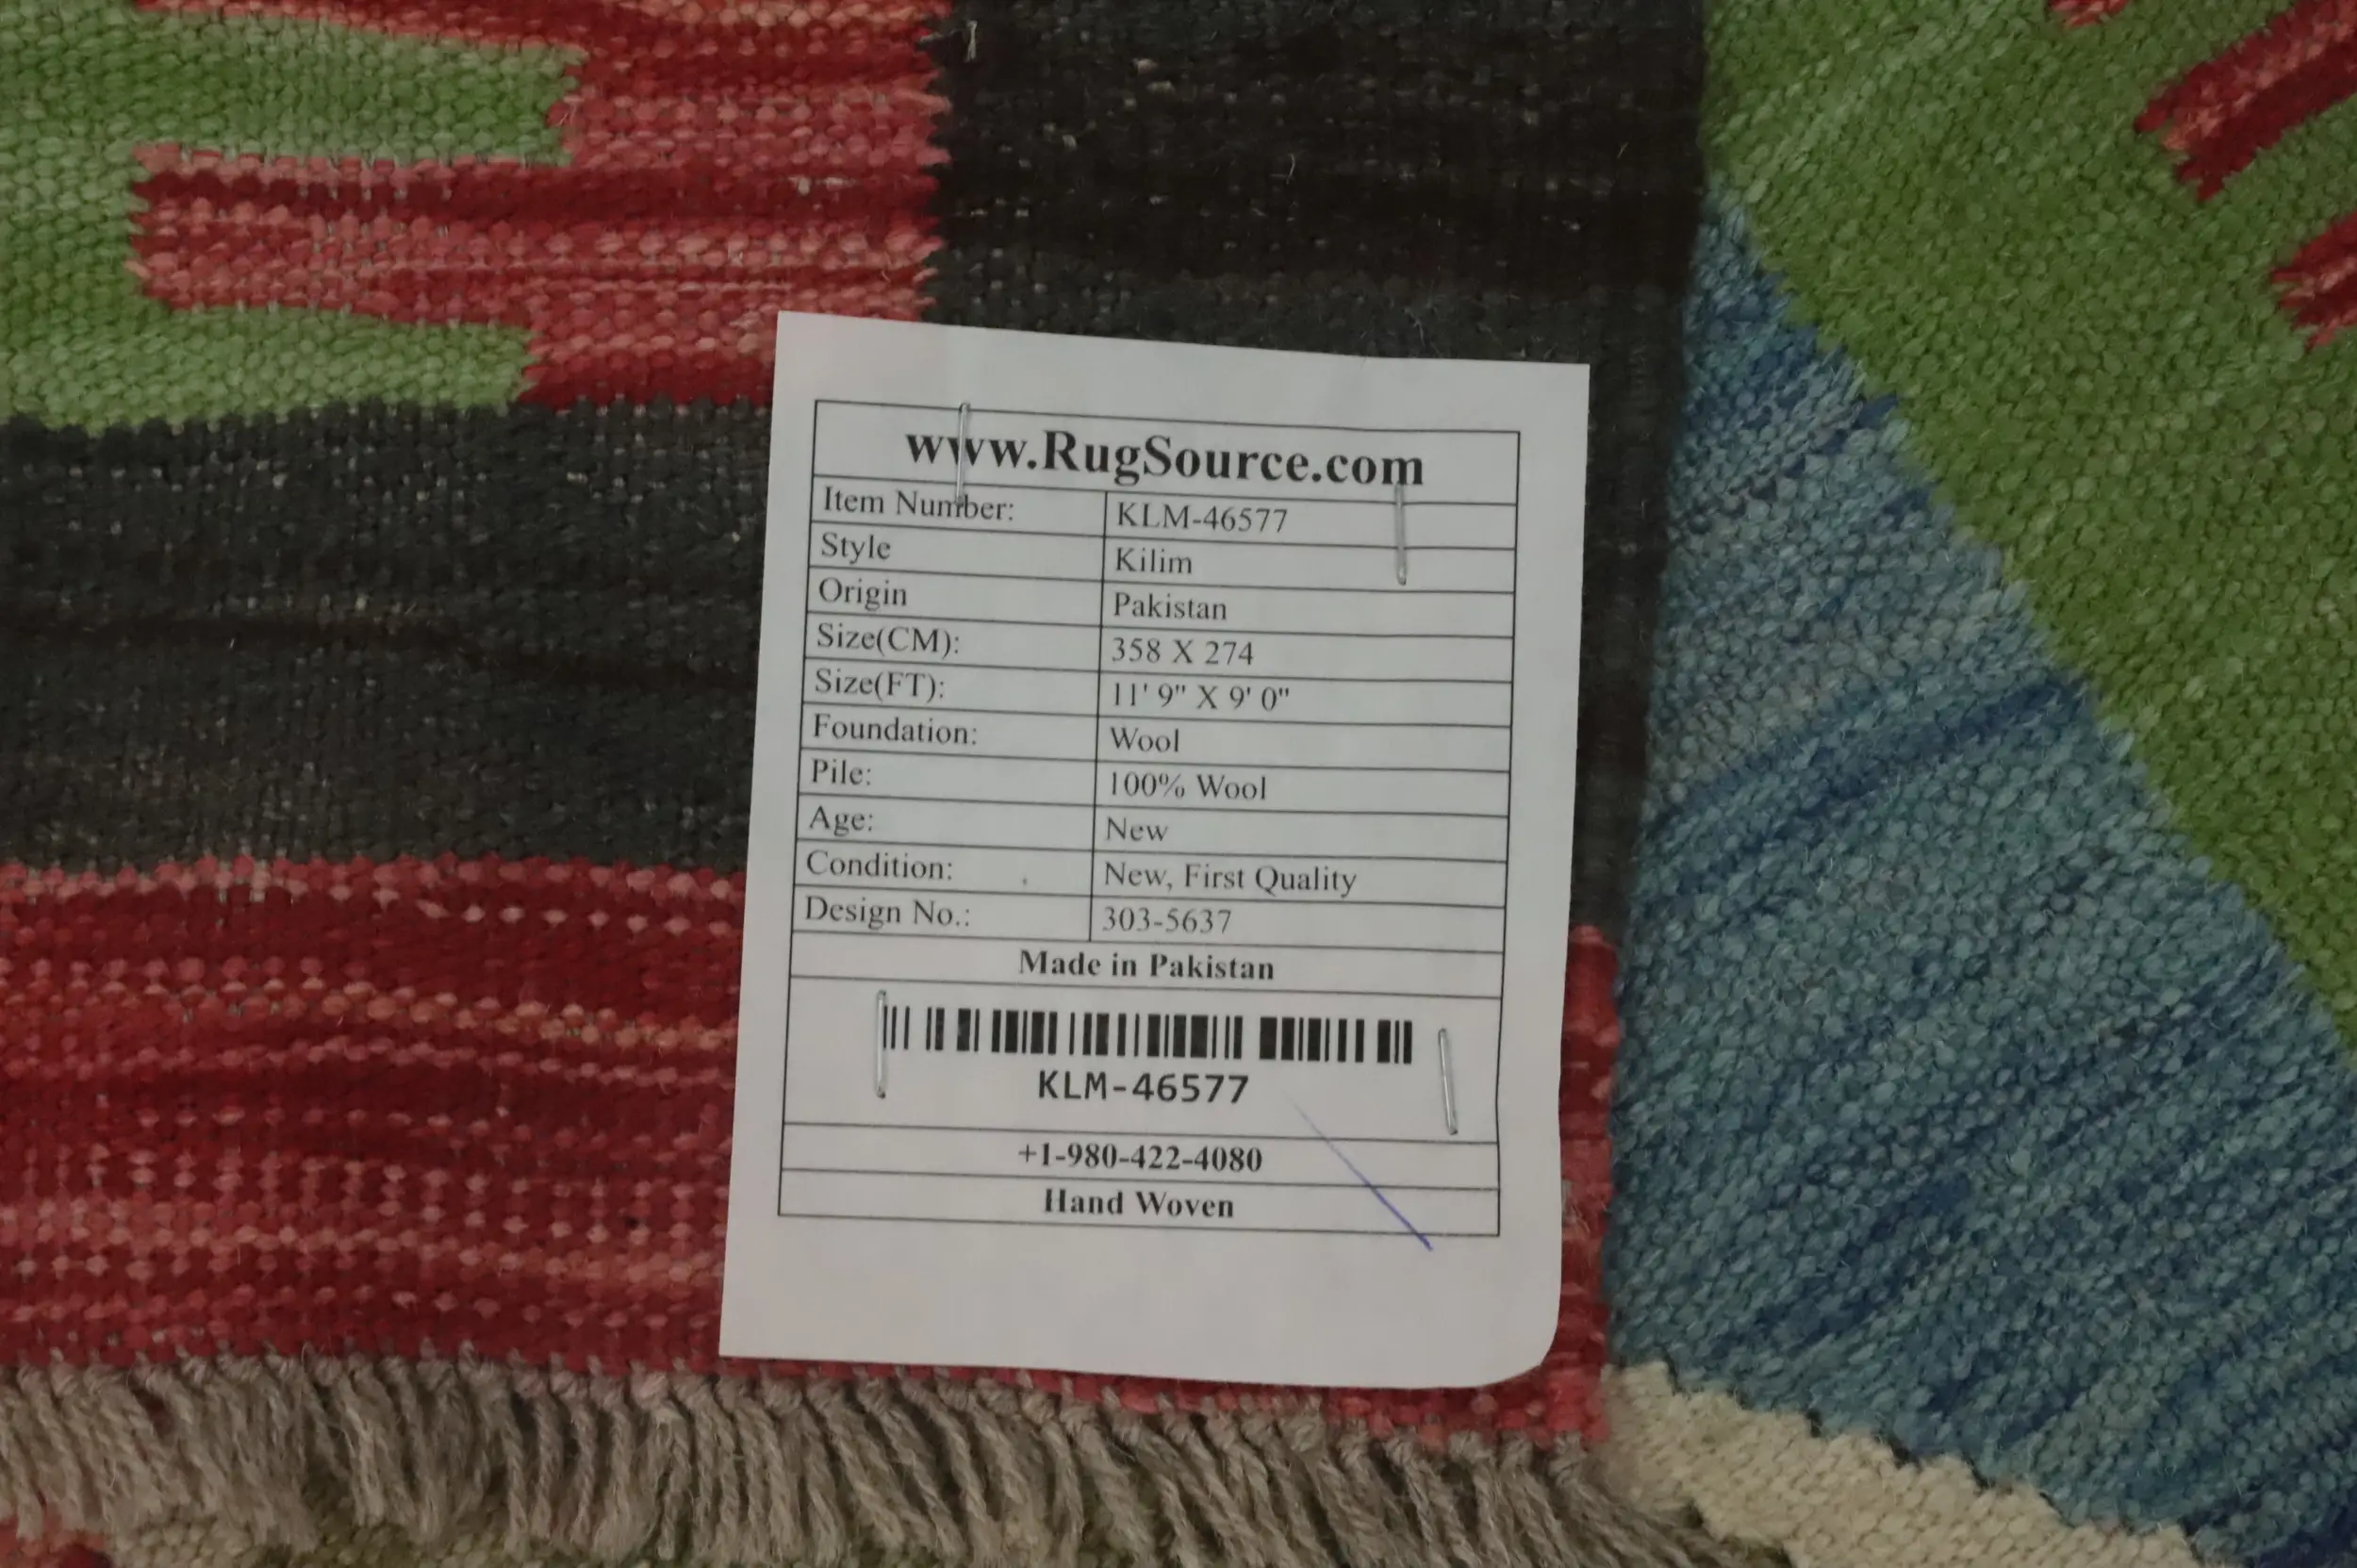 www.RugSource.com
Item Number: KLM-46577
Style Kilim
Origin Pakistan
Size(CM): 358 X 274
Size(FT): 11' 9" X 9' 0"
Foundation: Wool
Pile: 100% Wool
Age: New
Condition: New, First Quality
Design No.: 303-5637
Made in Pakistan
KLM-46577
+1-980-422-4080
Hand Woven